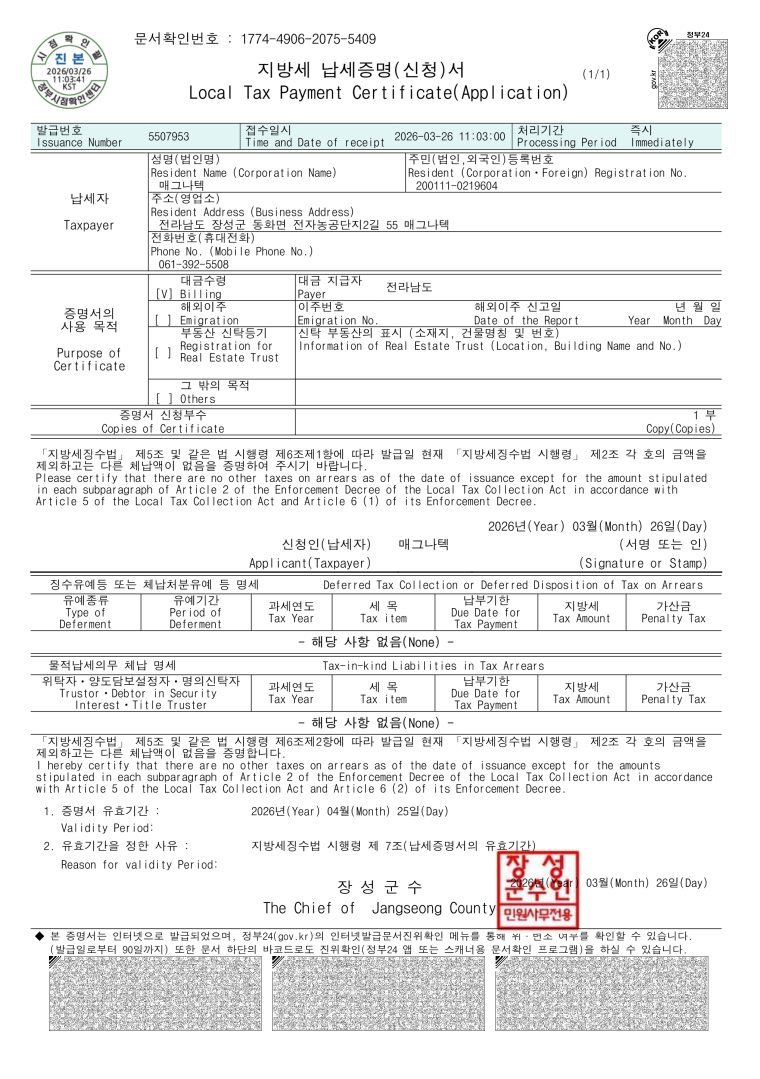 문서확인번호 : 1774-4906-2075-5409
시점확인필
진본
2026/03/26
11:03:41
KST
정부시점확인센터
지방세 납세증명(신청)서
(1/1)
Local Tax Payment Certificate(Application)
KOR
정부24
gov.kr
발급번호
Issuance Number
5507953
접수일시
Time and Date of receipt
2026-03-26 11:03:00
처리기간
Processing Period
즉시
Immediately
납세자
Taxpayer
성명(법인명)
Resident Name (Corporation Name)
매그나텍
주민(법인,외국인)등록번호
Resident (Corporation·Foreign) Registration No.
200111-0219604
주소(영업소)
Resident Address (Business Address)
전라남도 장성군 동화면 전자농공단지2길 55 매그나텍
전화번호(휴대전화)
Phone No. (Mobile Phone No.)
061-392-5508
증명서의
사용 목적
Purpose of
Certificate
대금수령
[V] Billing
대금 지급자
Payer
전라남도
해외이주
[ ] Emigration
이주번호
Emigration No.
해외이주 신고일
Date of the Report
년 월 일
Year Month Day
부동산 신탁등기
[ ] Registration for
Real Estate Trust
신탁 부동산의 표시 (소재지, 건물명칭 및 번호)
Information of Real Estate Trust (Location, Building Name and No.)
그 밖의 목적
[ ] Others
증명서 신청부수
Copies of Certificate
1 부
Copy(Copies)
「지방세징수법」 제5조 및 같은 법 시행령 제6조제1항에 따라 발급일 현재 「지방세징수법 시행령」 제2조 각 호의 금액을
제외하고는 다른 체납액이 없음을 증명하여 주시기 바랍니다.
Please certify that there are no other taxes on arrears as of the date of issuance except for the amount stipulated
in each subparagraph of Article 2 of the Enforcement Decree of the Local Tax Collection Act in accordance with
Article 5 of the Local Tax Collection Act and Article 6 (1) of its Enforcement Decree.
2026년(Year) 03월(Month) 26일(Day)
신청인(납세자) 매그나텍 (서명 또는 인)
Applicant(Taxpayer) (Signature or Stamp)
징수유예등 또는 체납처분유예 등 명세 Deferred Tax Collection or Deferred Disposition of Tax on Arrears
유예종류
Type of
Deferment
유예기간
Period of
Deferment
과세연도
Tax Year
세 목
Tax item
납부기한
Due Date for
Tax Payment
지방세
Tax Amount
가산금
Penalty Tax
- 해당 사항 없음(None) -
물적납세의무 체납 명세 Tax-in-kind Liabilities in Tax Arrears
위탁자·양도담보설정자·명의신탁자
Trustor·Debtor in Security
Interest·Title Truster
과세연도
Tax Year
세 목
Tax item
납부기한
Due Date for
Tax Payment
지방세
Tax Amount
가산금
Penalty Tax
- 해당 사항 없음(None) -
「지방세징수법」 제5조 및 같은 법 시행령 제6조제2항에 따라 발급일 현재 「지방세징수법 시행령」 제2조 각 호의 금액을
제외하고는 다른 체납액이 없음을 증명합니다.
I hereby certify that there are no other taxes on arrears as of the date of issuance except for the amounts
stipulated in each subparagraph of Article 2 of the Enforcement Decree of the Local Tax Collection Act in accordance
with Article 5 of the Local Tax Collection Act and Article 6 (2) of its Enforcement Decree.
1. 증명서 유효기간 : 2026년(Year) 04월(Month) 25일(Day)
Validity Period:
2. 유효기간을 정한 사유 : 지방세징수법 시행령 제 7조(납세증명서의 유효기간)
Reason for validity Period:
2026년(Year) 03월(Month) 26일(Day)
장 성 군 수
The Chief of Jangseong County
장성
군수인
민원사무전용
◆ 본 증명서는 인터넷으로 발급되었으며, 정부24(gov.kr)의 인터넷발급문서진위확인 메뉴를 통해 위·변조 여부를 확인할 수 있습니다.
(발급일로부터 90일까지) 또한 문서 하단의 바코드로도 진위확인(정부24 앱 또는 스캐너용 문서확인 프로그램)을 하실 수 있습니다.